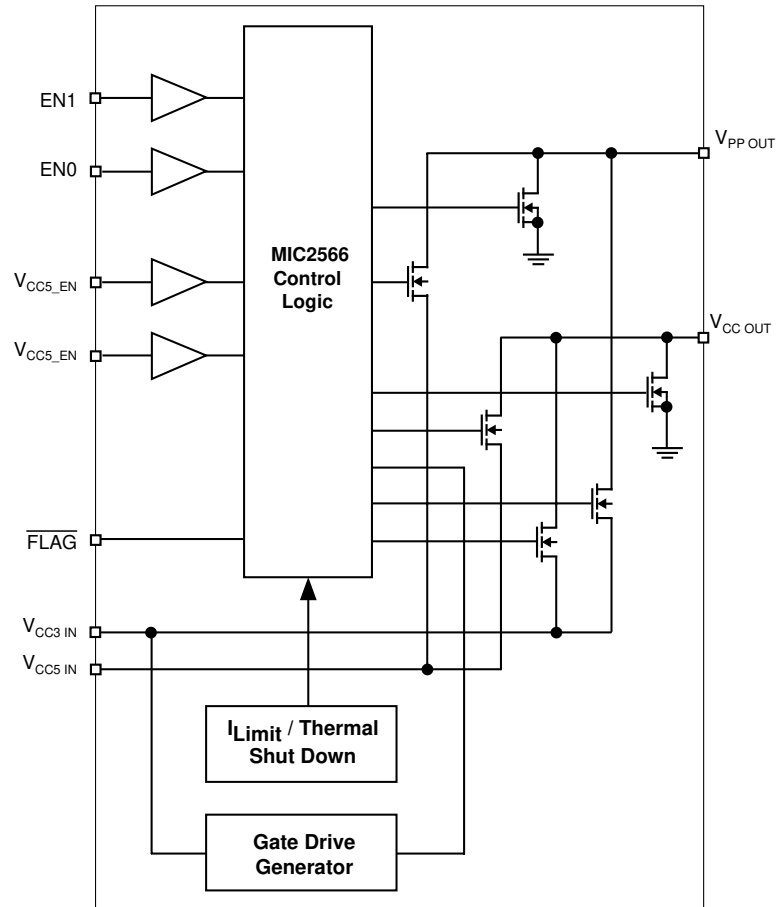 EN1
EN0
VCC5_EN
VCC5_EN
FLAG
VCC3 IN
VCC5 IN
MIC2566
Control
Logic
ILimit / Thermal
Shut Down
Gate Drive
Generator
VPP OUT
VCC OUT